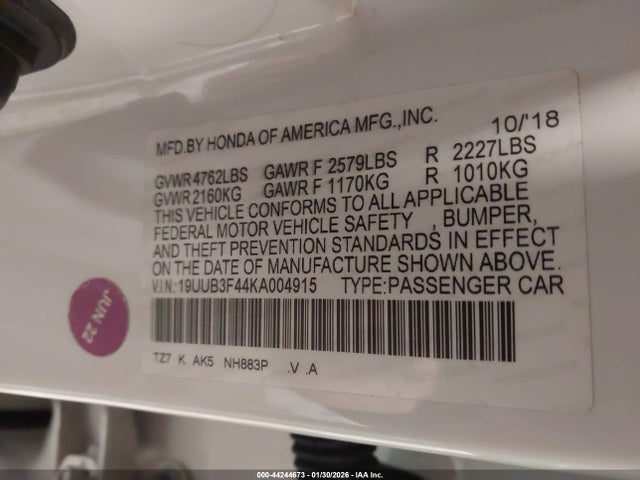 MFD.BY HONDA OF AMERICA MFG.,INC. 10/'18
GVWR 4762LBS GAWR F 2579LBS R 2227LBS
GVWR 2160KG GAWR F 1170KG R 1010KG
THIS VEHICLE CONFORMS TO ALL APPLICABLE
FEDERAL MOTOR VEHICLE SAFETY , BUMPER,
AND THEFT PREVENTION STANDARDS IN EFFECT
ON THE DATE OF MANUFACTURE SHOWN ABOVE.
VIN:19UUB3F44KA004915 TYPE:PASSENGER CAR
JUN 22
TZ7 K AK5 NH883P .V .A
000-44244673 - 01/30/2026 - IAA Inc.